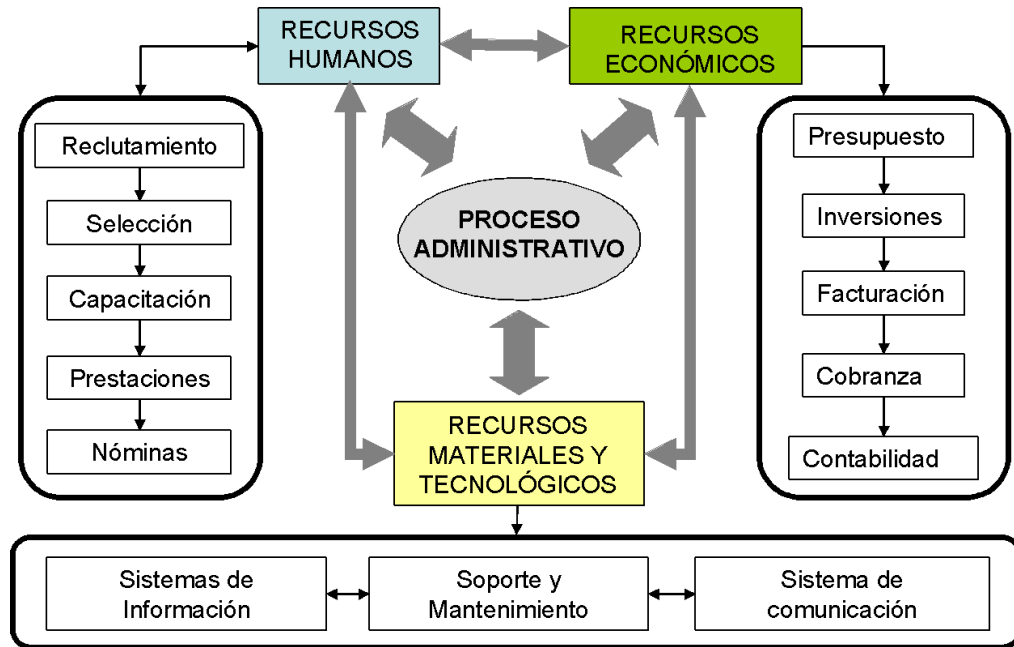 RECURSOS
HUMANOS
RECURSOS
ECONÓMICOS
Reclutamiento
Selección
Capacitación
Prestaciones
Nóminas
PROCESO
ADMINISTRATIVO
Presupuesto
Inversiones
Facturación
Cobranza
Contabilidad
RECURSOS
MATERIALES Y
TECNOLÓGICOS
Sistemas de
Información
Soporte y
Mantenimiento
Sistema de
comunicación